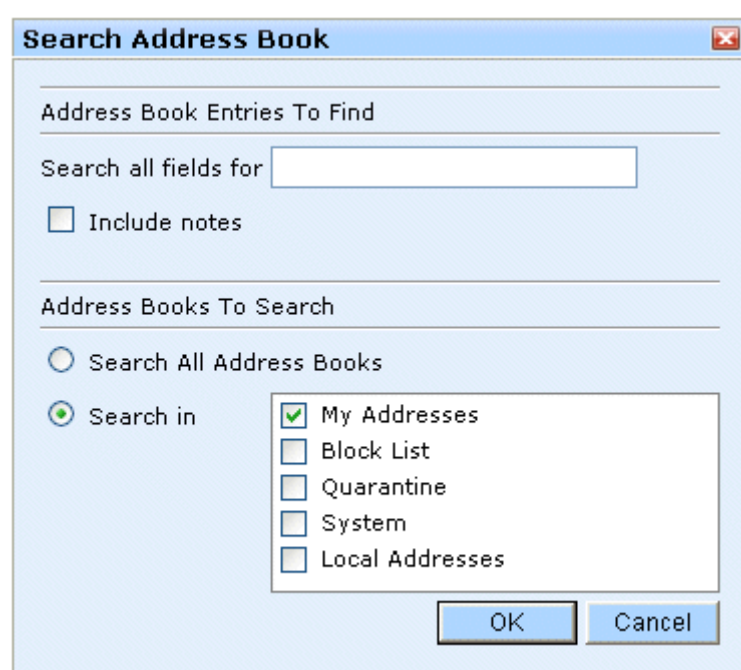 Search Address Book
Address Book Entries To Find
Search all fields for
Include notes
Address Books To Search
Search All Address Books
Search in
My Addresses
Block List
Quarantine
System
Local Addresses
OK Cancel